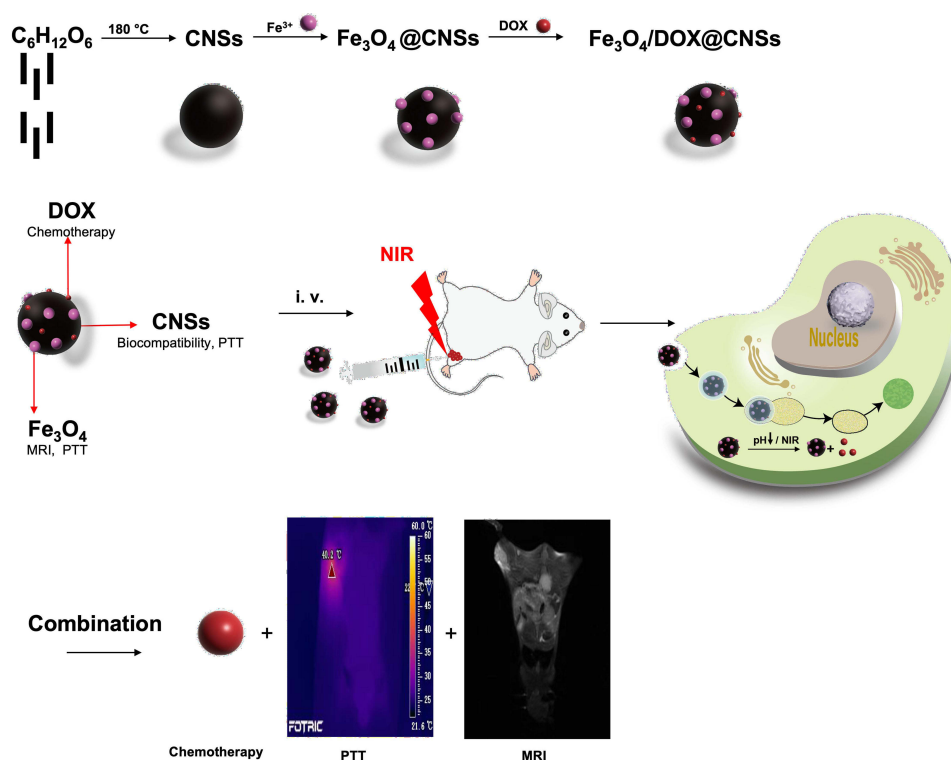 C₆H₁₂O₆
180 °C
CNSs
Fe³⁺
Fe₃O₄ @CNSs
DOX
Fe₃O₄/DOX@CNSs
DOX
Chemotherapy
CNSs
Biocompatibility, PTT
Fe₃O₄
MRI, PTT
i. v.
NIR
Nucleus
pH↓ / NIR
+
Combination
+
+
60.0 ℃
60
55
50
45
40
35
30
25
21.6 ℃
40.2 ℃
FOTRIC
Chemotherapy
PTT
MRI